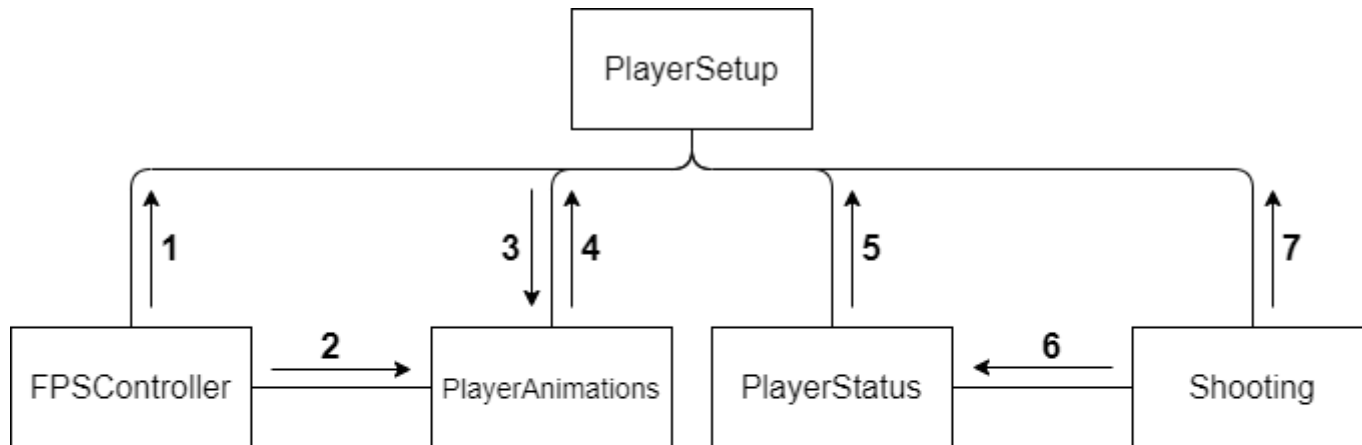 PlayerSetup
1
3
4
5
7
2
6
FPSController
PlayerAnimations
PlayerStatus
Shooting